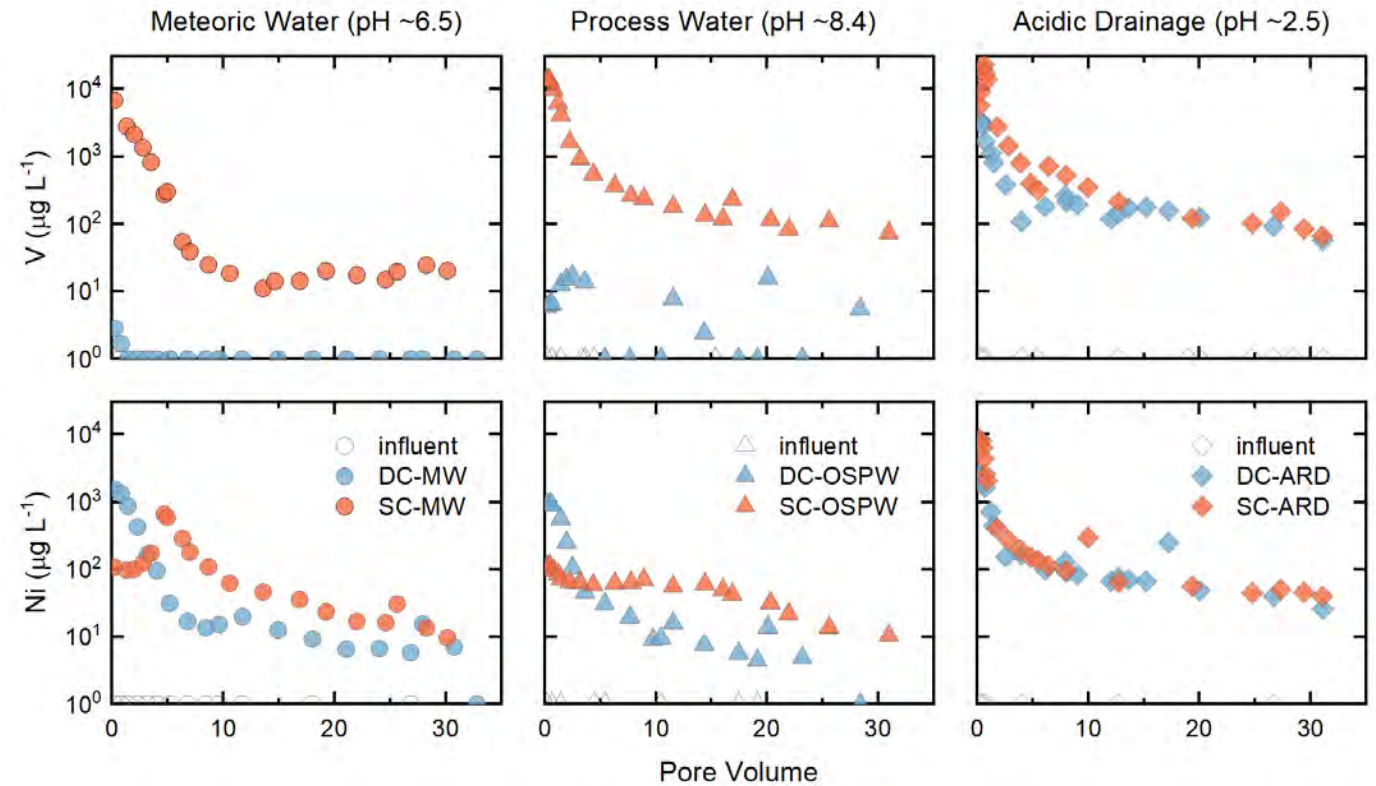 Meteoric Water (pH ~6.5)
Process Water (pH ~8.4)
Acidic Drainage (pH ~2.5)
V (µg L⁻¹)
10⁴
10³
10²
10¹
10⁰
Ni (µg L⁻¹)
10⁴
10³
10²
10¹
10⁰
influent
DC-MW
SC-MW
influent
DC-OSPW
SC-OSPW
influent
DC-ARD
SC-ARD
0 10 20 30
0 10 20 30
0 10 20 30
Pore Volume